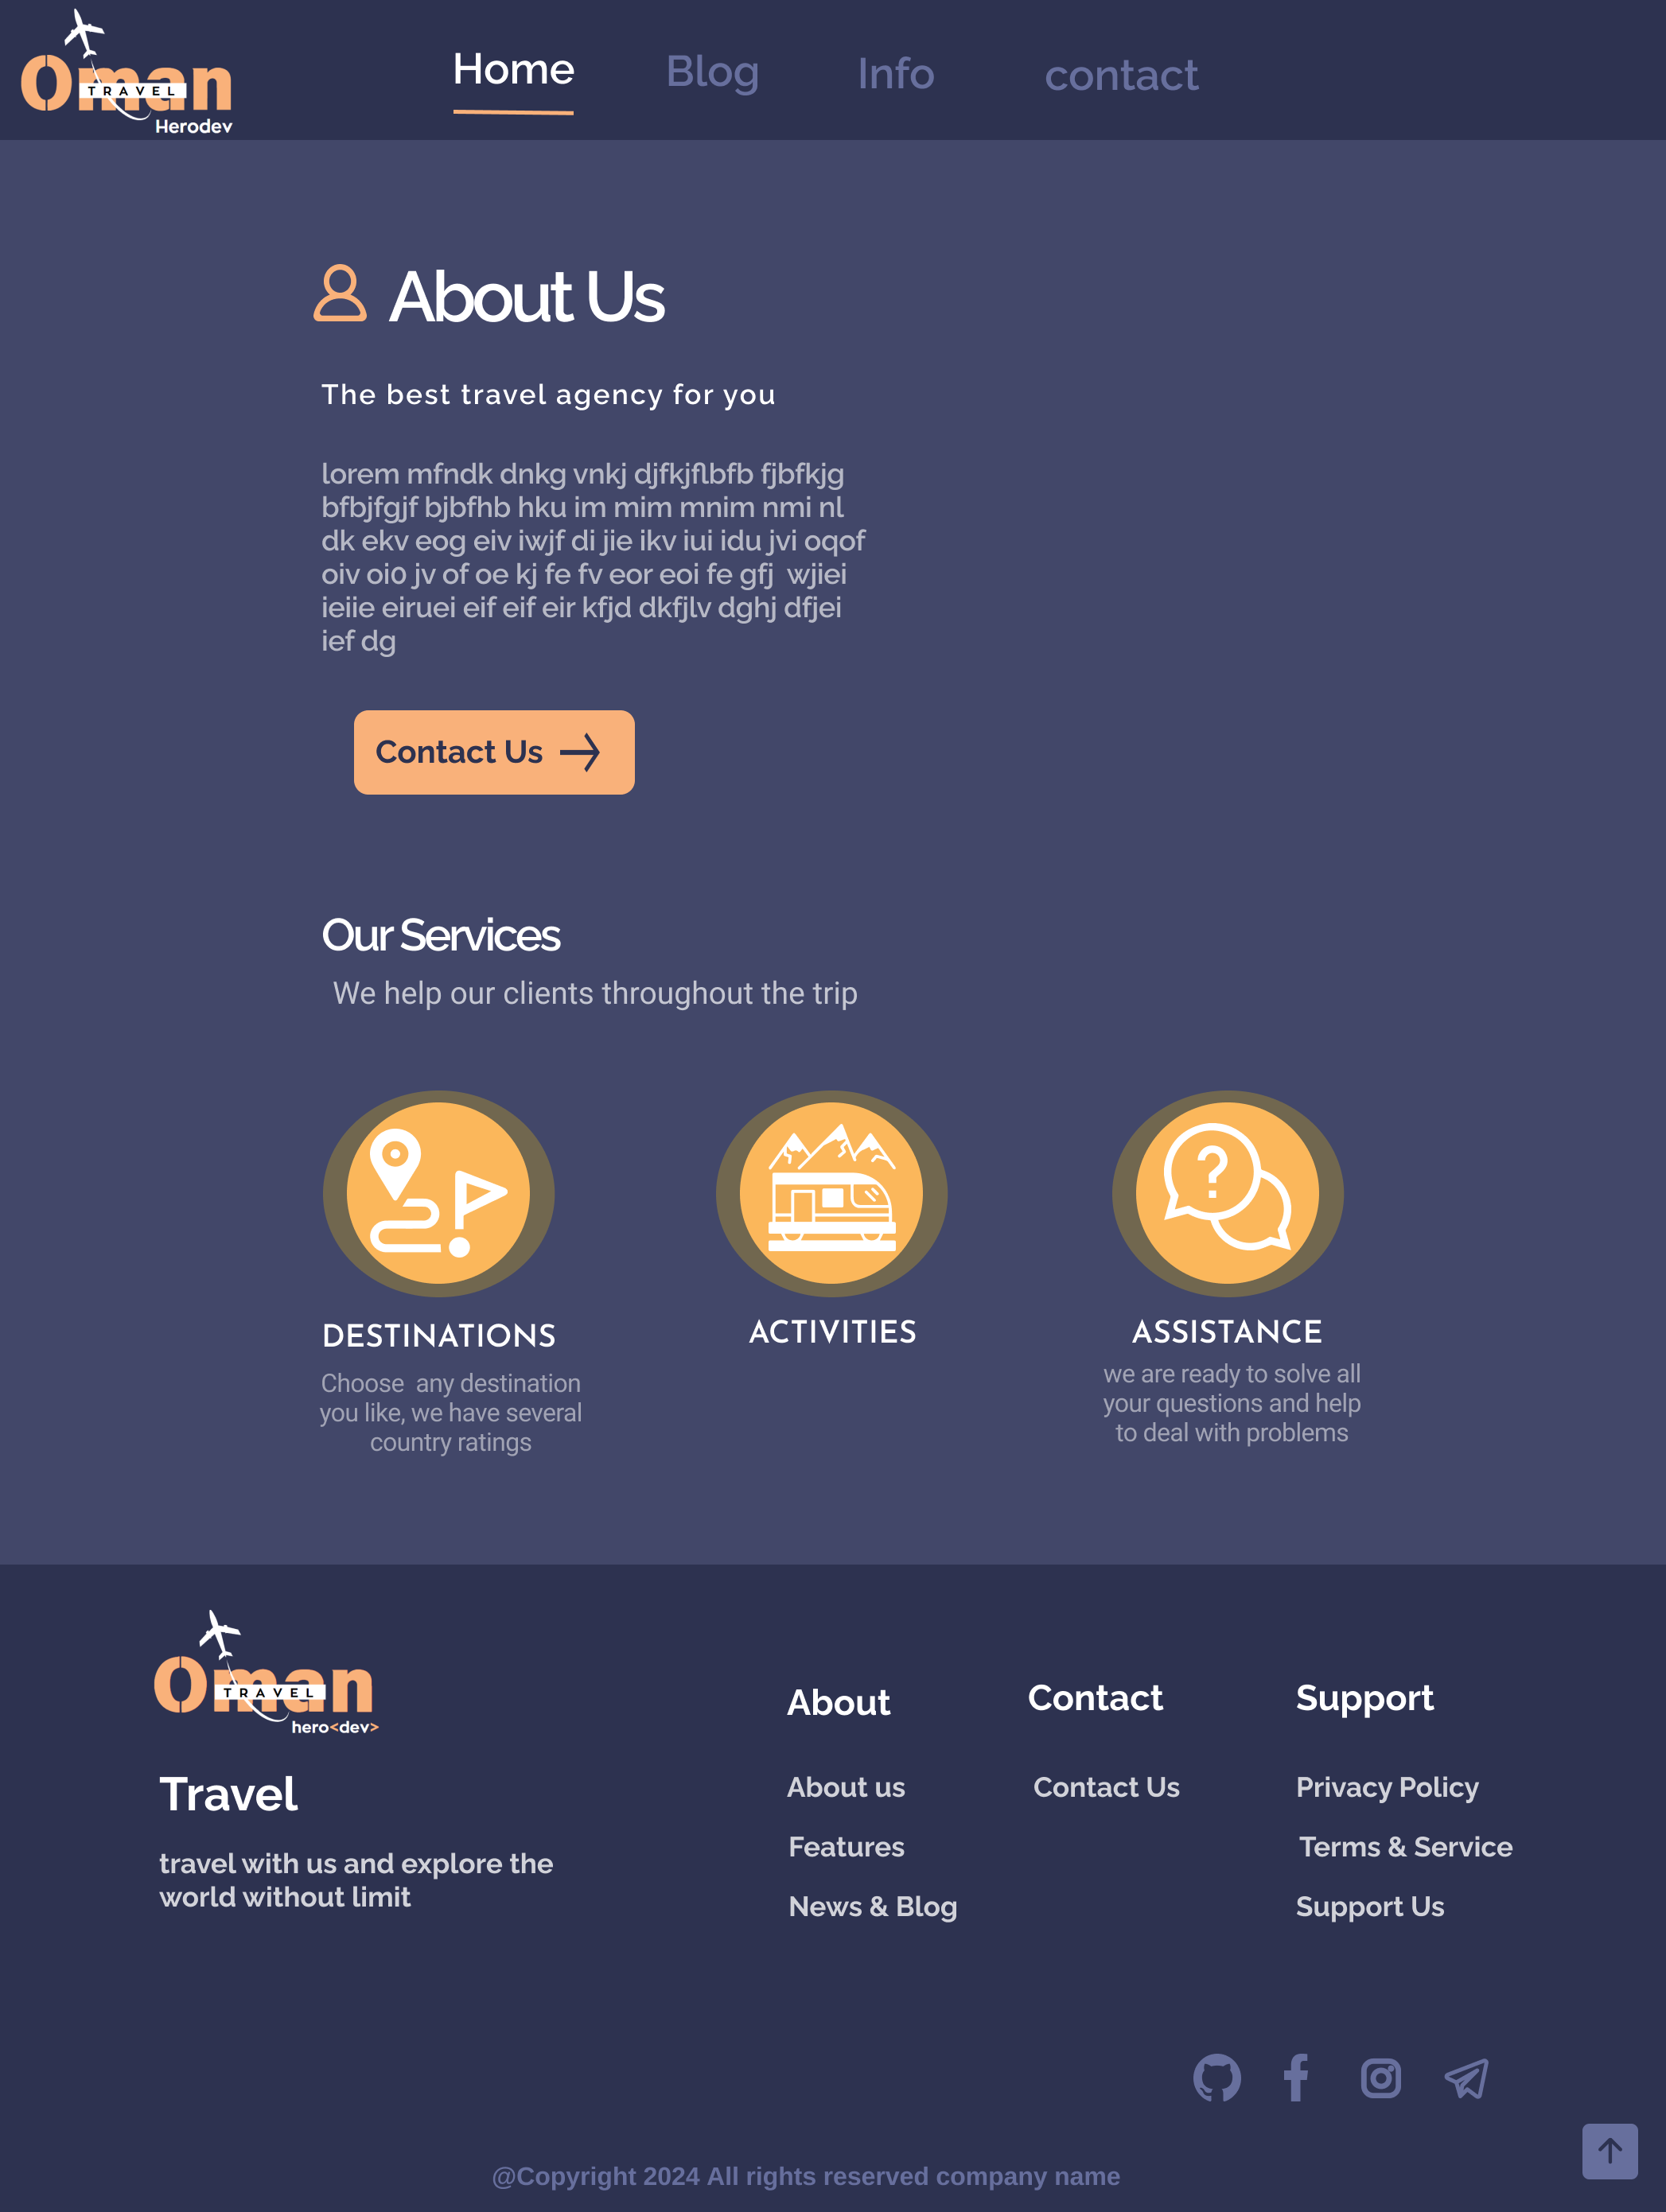 Oman
TRAVEL
Herodev
Home Blog Info contact
About Us
The best travel agency for you
lorem mfndk dnkg vnkj djfkjflbfb fjbfkjg
bfbjfgjf bjbfhb hku im mim mnim nmi nl
dk ekv eog eiv iwjf di jie ikv iui idu jvi oqof
oiv oi0 jv of oe kj fe fv eor eoi fe gfj  wjiei
ieiie eiruei eif eif eir kfjd dkfjlv dghj dfjei
ief dg
Contact Us
Our Services
We help our clients throughout the trip
?
DESTINATIONS
Choose  any destination
you like, we have several
country ratings
ACTIVITIES
ASSISTANCE
we are ready to solve all
your questions and help
to deal with problems
Oman
TRAVEL
hero<dev>
Travel
travel with us and explore the
world without limit
About
About us
Features
News & Blog
Contact
Contact Us
Support
Privacy Policy
Terms & Service
Support Us
@Copyright 2024 All rights reserved company name